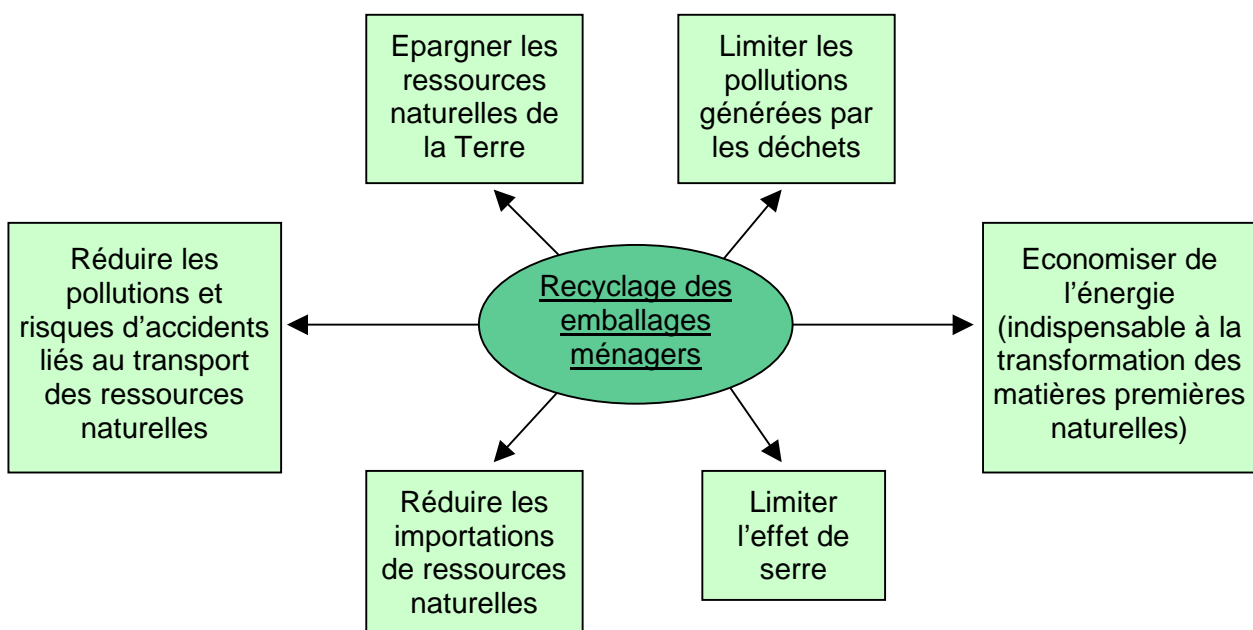 Epargner les
ressources
naturelles de
la Terre
Limiter les
pollutions
générées par
les déchets
Réduire les
pollutions et
risques d’accidents
liés au transport
des ressources
naturelles
Recyclage des
emballages
ménagers
Economiser de
l’énergie
(indispensable à la
transformation des
matières premières
naturelles)
Réduire les
importations
de ressources
naturelles
Limiter
l’effet de
serre